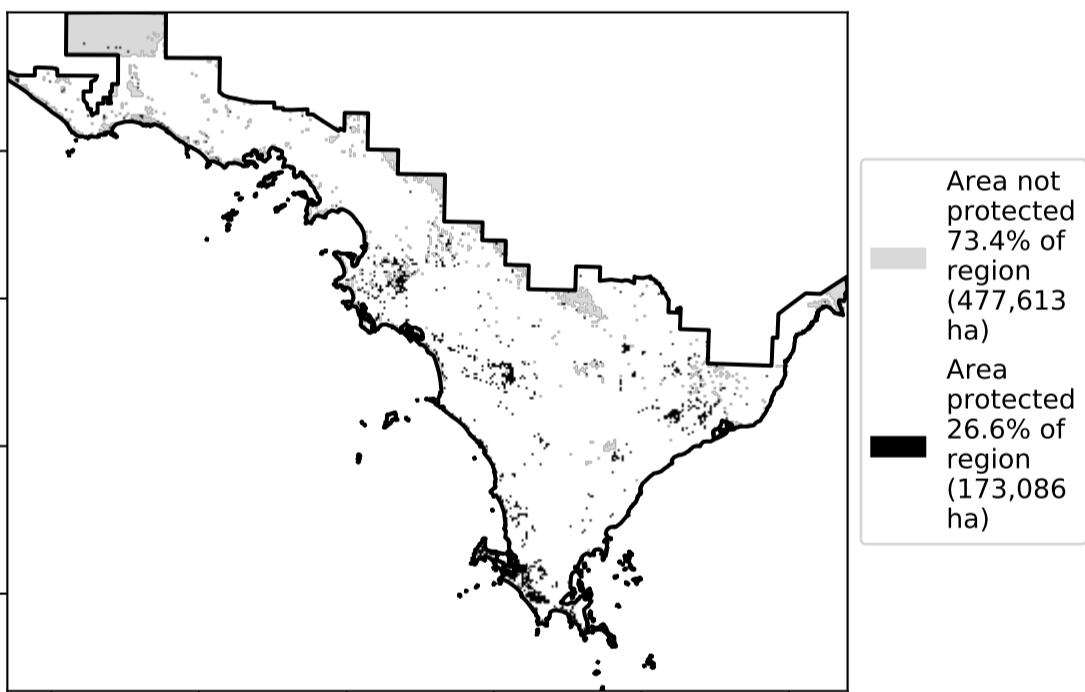 Area not
protected
73.4% of
region
(477,613
ha)
Area
protected
26.6% of
region
(173,086
ha)